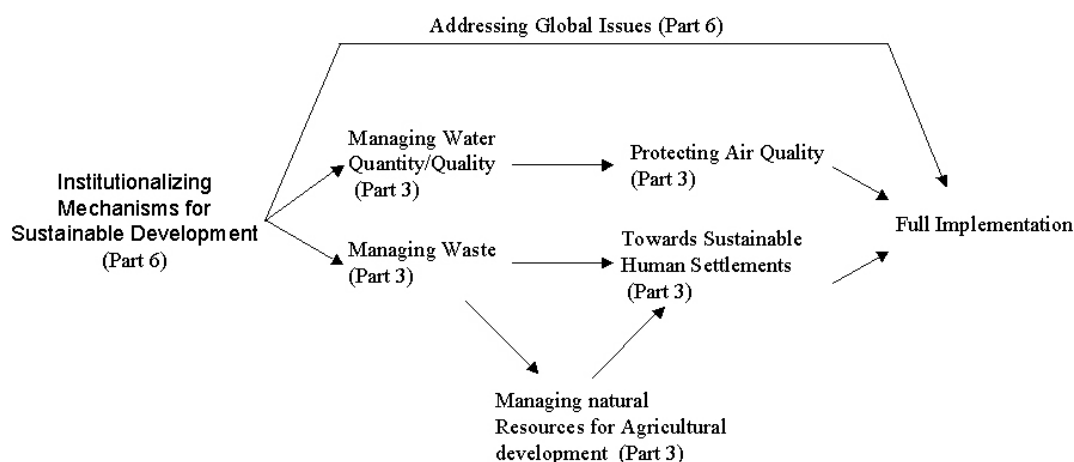 Addressing Global Issues (Part 6)
Managing Water
Quantity/Quality
(Part 3)
Protecting Air Quality
(Part 3)
Institutionalizing
Mechanisms for
Sustainable Development
(Part 6)
Full Implementation
Managing Waste
(Part 3)
Towards Sustainable
Human Settlements
(Part 3)
Managing natural
Resources for Agricultural
development (Part 3)